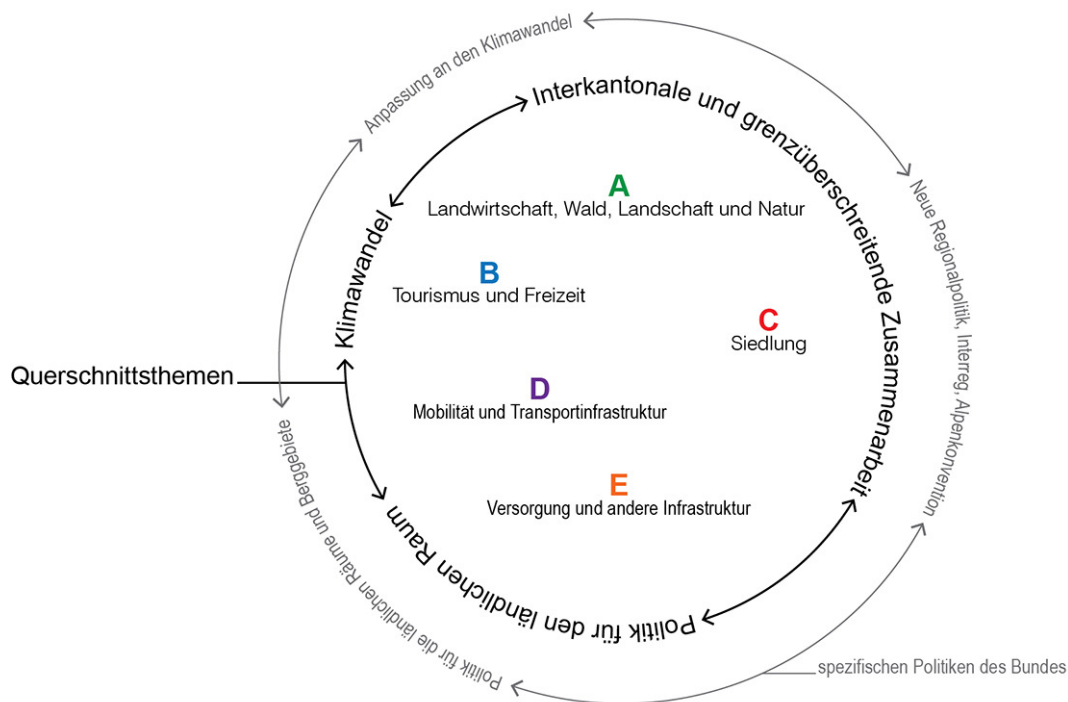 Anpassung an den Klimawandel
Interkantonale und grenzüberschreitende Zusammenarbeit
Neue Regionalpolitik, Interreg, Alpenkonvention
A
Landwirtschaft, Wald, Landschaft und Natur
Klimawandel
B
Tourismus und Freizeit
C
Siedlung
Querschnittsthemen
D
Mobilität und Transportinfrastruktur
E
Versorgung und andere Infrastruktur
Politik für den ländlichen Raum
Politik für die ländlichen Räume und Berggebiete
spezifischen Politiken des Bundes